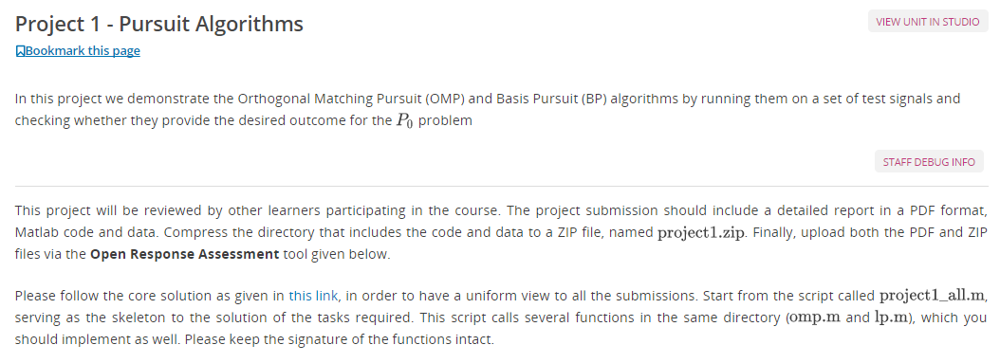 Project 1 - Pursuit Algorithms
VIEW UNIT IN STUDIO
Bookmark this page
In this project we demonstrate the Orthogonal Matching Pursuit (OMP) and Basis Pursuit (BP) algorithms by running them on a set of test signals and
checking whether they provide the desired outcome for the P₀ problem
STAFF DEBUG INFO
This project will be reviewed by other learners participating in the course. The project submission should include a detailed report in a PDF format,
Matlab code and data. Compress the directory that includes the code and data to a ZIP file, named project1.zip. Finally, upload both the PDF and ZIP
files via the Open Response Assessment tool given below.
Please follow the core solution as given in this link, in order to have a uniform view to all the submissions. Start from the script called project1_all.m,
serving as the skeleton to the solution of the tasks required. This script calls several functions in the same directory (omp.m and lp.m), which you
should implement as well. Please keep the signature of the functions intact.